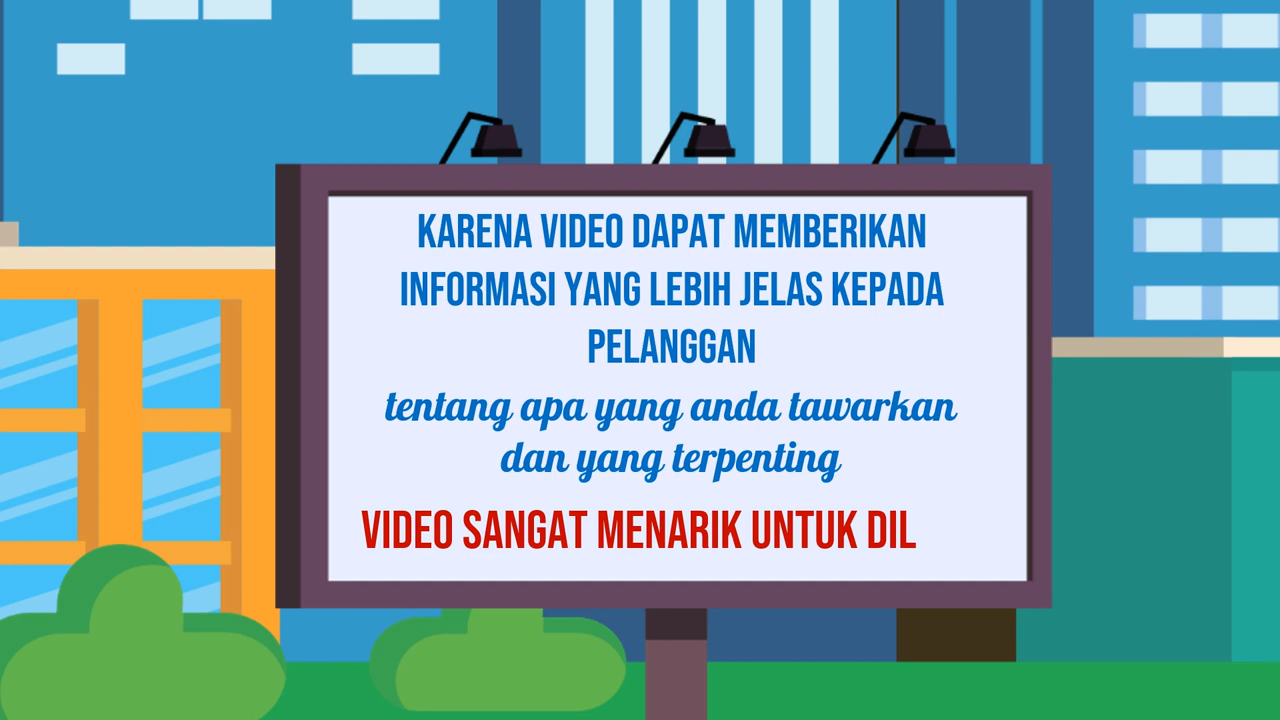 KARENA VIDEO DAPAT MEMBERIKAN
INFORMASI YANG LEBIH JELAS KEPADA
PELANGGAN
tentang apa yang anda tawarkan
dan yang terpenting
VIDEO SANGAT MENARIK UNTUK DIL